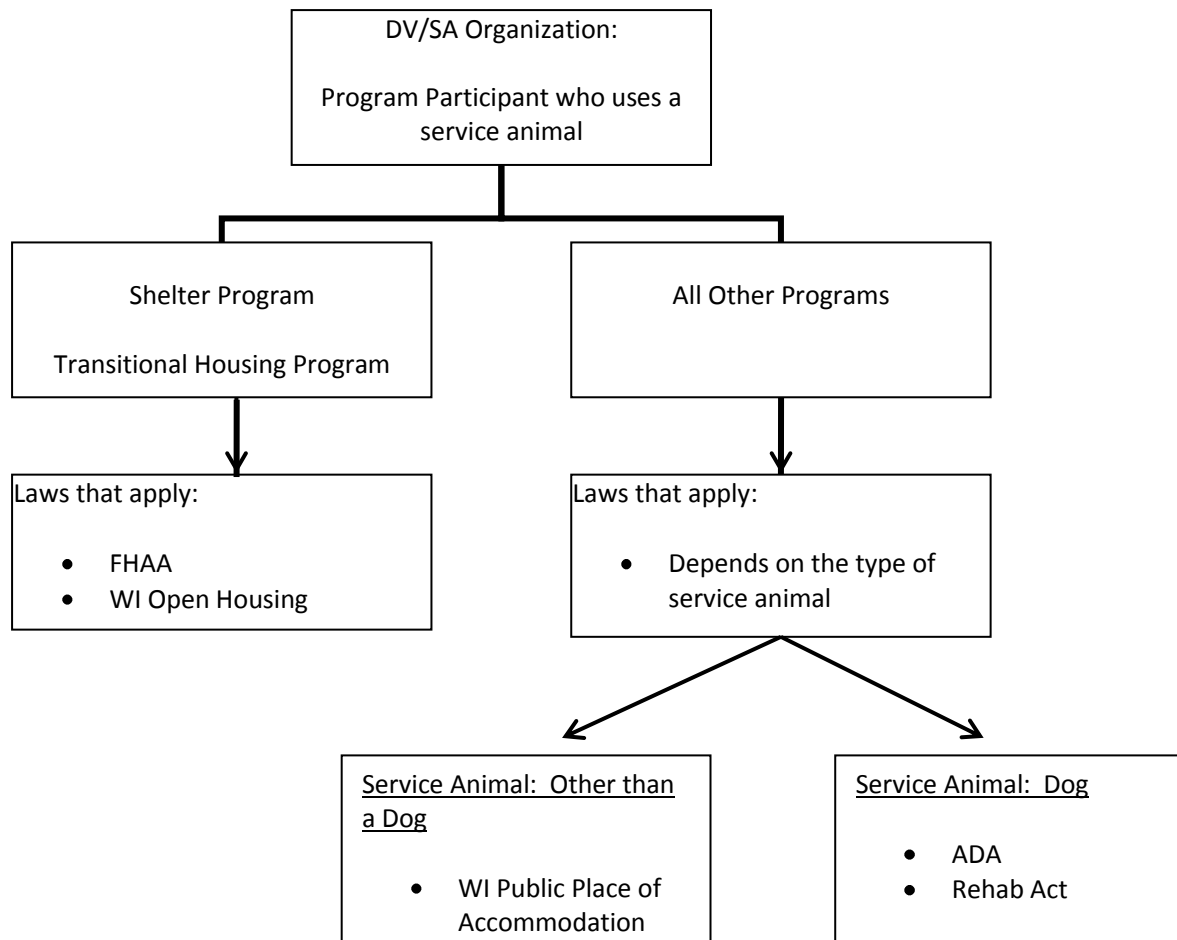 DV/SA Organization:
Program Participant who uses a
service animal
Shelter Program
Transitional Housing Program
All Other Programs
Laws that apply:
• FHAA
• WI Open Housing
Laws that apply:
• Depends on the type of
service animal
Service Animal: Other than
a Dog
• WI Public Place of
Accommodation
Service Animal: Dog
• ADA
• Rehab Act